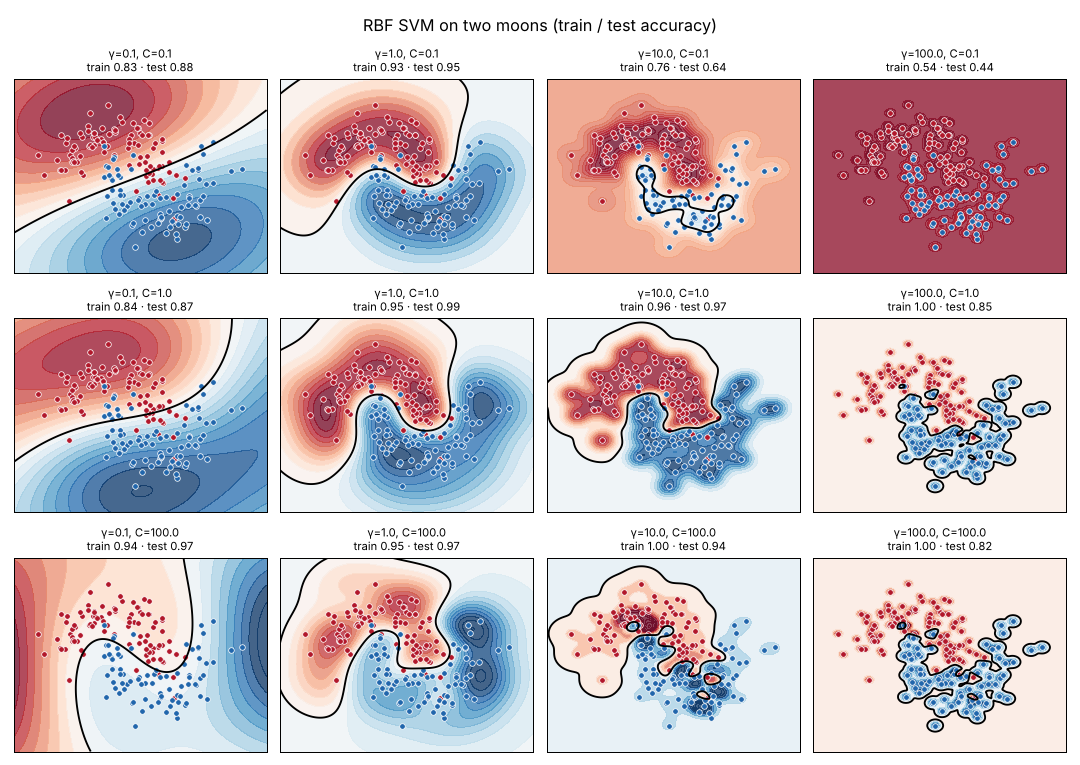 RBF SVM on two moons (train / test accuracy)
γ=0.1, C=0.1
train 0.83 · test 0.88
γ=1.0, C=0.1
train 0.93 · test 0.95
γ=10.0, C=0.1
train 0.76 · test 0.64
γ=100.0, C=0.1
train 0.54 · test 0.44
γ=0.1, C=1.0
train 0.84 · test 0.87
γ=1.0, C=1.0
train 0.95 · test 0.99
γ=10.0, C=1.0
train 0.96 · test 0.97
γ=100.0, C=1.0
train 1.00 · test 0.85
γ=0.1, C=100.0
train 0.94 · test 0.97
γ=1.0, C=100.0
train 0.95 · test 0.97
γ=10.0, C=100.0
train 1.00 · test 0.94
γ=100.0, C=100.0
train 1.00 · test 0.82